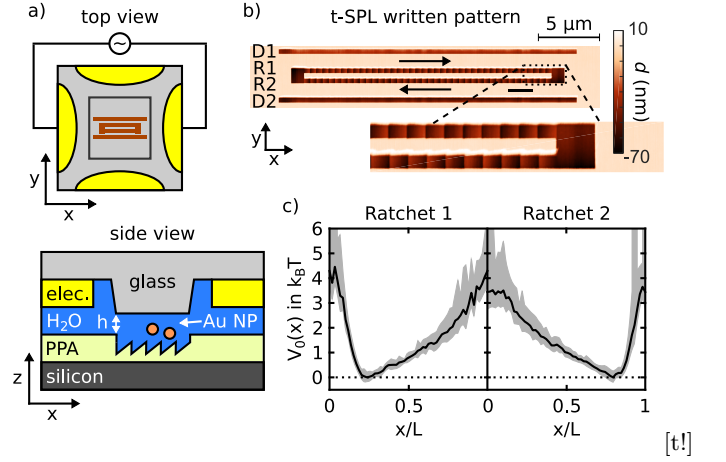 a)
top view
~
y
x
side view
glass
elec.
H₂O
h
Au NP
PPA
silicon
z
x
b)
t-SPL written pattern
5 μm
D1
R1
R2
D2
y
x
10
d (nm)
-70
c)
Ratchet 1
Ratchet 2
V₀(x) in k_BT
6
5
4
3
2
1
0
0
0.5
0
0.5
1
x/L
x/L
[t!]